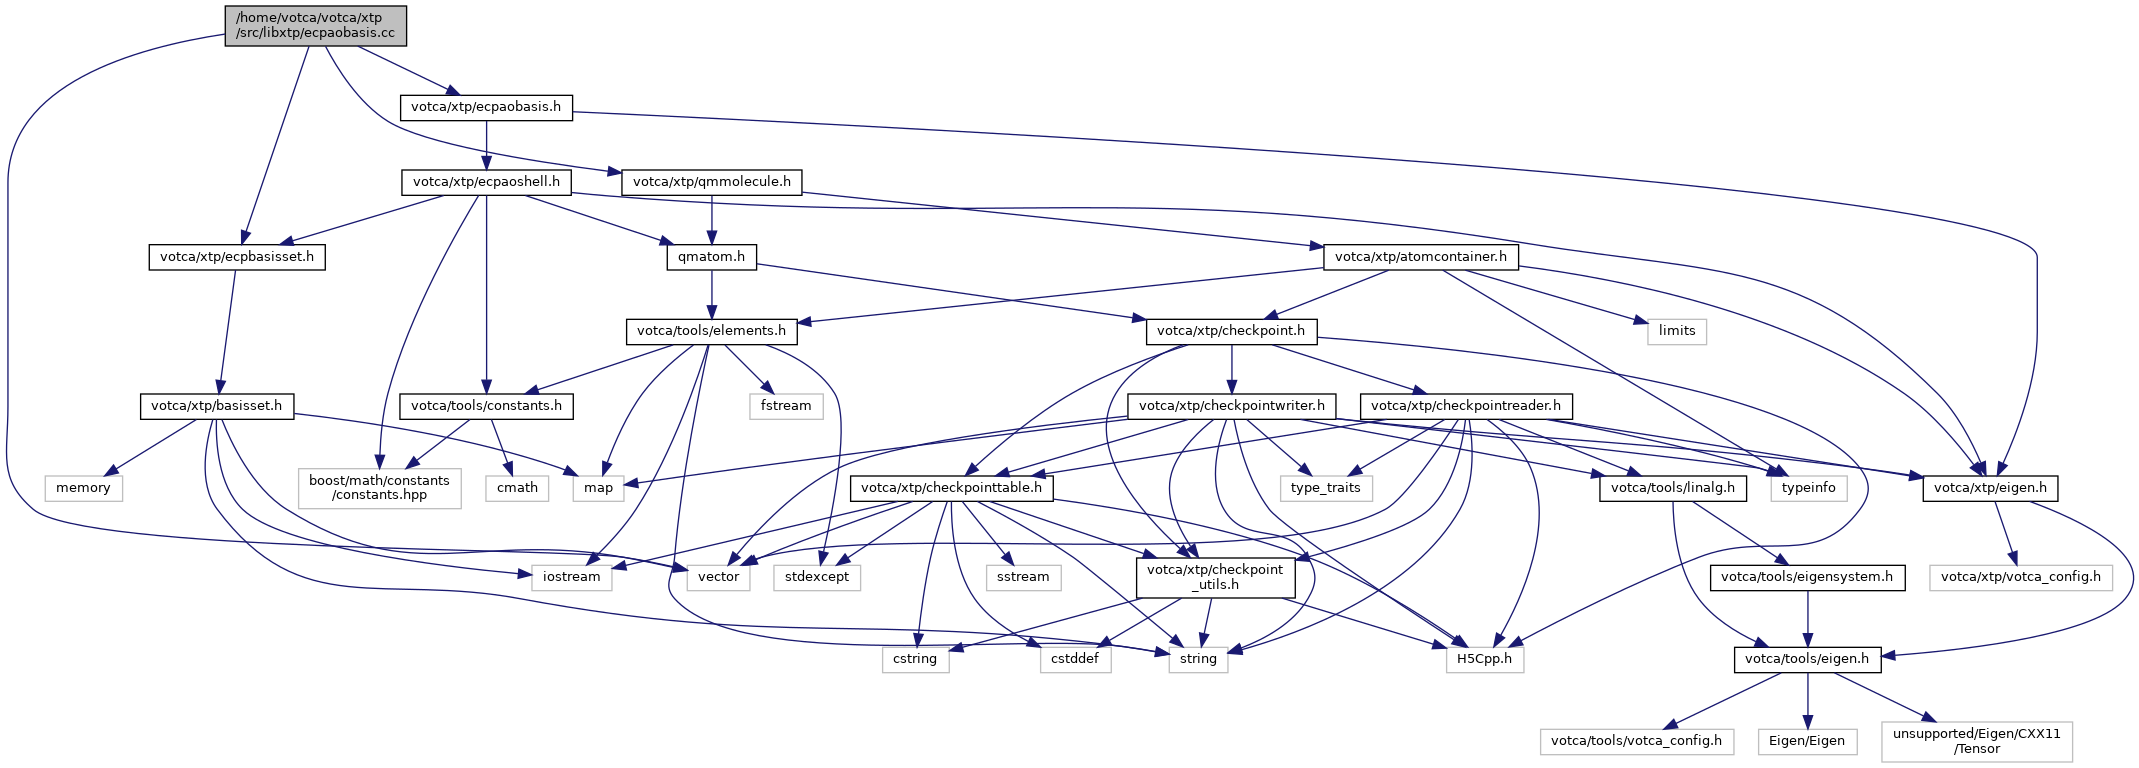 /home/votca/votca/xtp
/src/libxtp/ecpaobasis.cc
votca/xtp/ecpaobasis.h
votca/xtp/ecpaoshell.h
votca/xtp/qmmolecule.h
votca/xtp/ecpbasisset.h
qmatom.h
votca/xtp/atomcontainer.h
votca/tools/elements.h
votca/xtp/checkpoint.h
limits
votca/xtp/basisset.h
votca/tools/constants.h
fstream
votca/xtp/checkpointwriter.h
votca/xtp/checkpointreader.h
memory
boost/math/constants
/constants.hpp
cmath
map
votca/xtp/checkpointtable.h
type_traits
votca/tools/linalg.h
typeinfo
votca/xtp/eigen.h
iostream
vector
stdexcept
sstream
votca/xtp/checkpoint
_utils.h
votca/tools/eigensystem.h
votca/xtp/votca_config.h
cstring
cstddef
string
H5Cpp.h
votca/tools/eigen.h
votca/tools/votca_config.h
Eigen/Eigen
unsupported/Eigen/CXX11
/Tensor